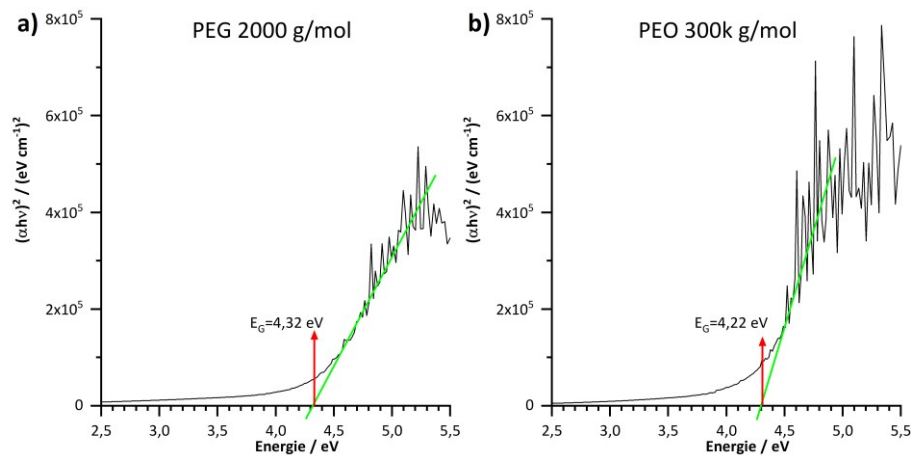 a)
PEG 2000 g/mol
8x10⁵
6x10⁵
4x10⁵
2x10⁵
0
(αhν)² / (eV cm⁻¹)²
E_G=4,32 eV
2,5 3,0 3,5 4,0 4,5 5,0 5,5
Energie / eV
b)
PEO 300k g/mol
8x10⁵
6x10⁵
4x10⁵
2x10⁵
0
(αhν)² / (eV cm⁻¹)²
E_G=4,22 eV
2,5 3,0 3,5 4,0 4,5 5,0 5,5
Energie / eV